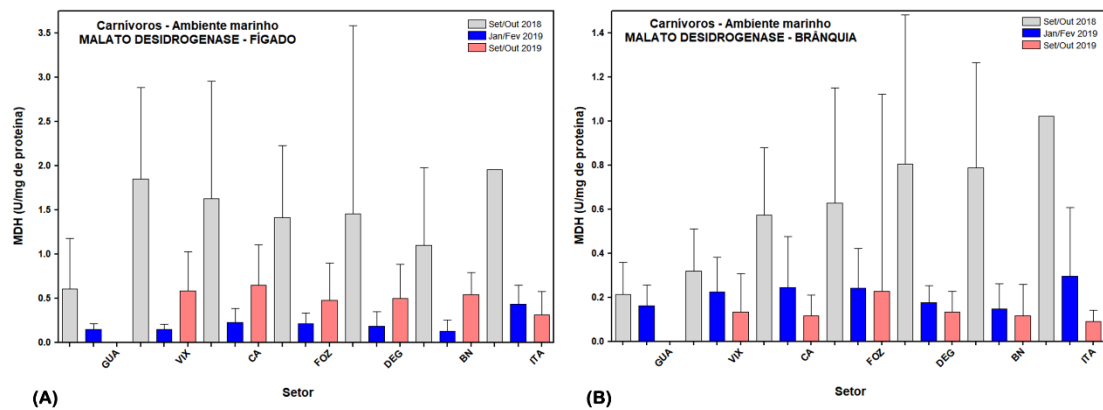 Carnívoros - Ambiente marinho
MALATO DESIDROGENASE - FÍGADO
Set/Out 2018
Jan/Fev 2019
Set/Out 2019
MDH (U/mg de proteína)
3.5
3.0
2.5
2.0
1.5
1.0
0.5
0.0
GUA
VIX
CA
FOZ
DEG
BN
ITA
Setor
(A)
Carnívoros - Ambiente marinho
MALATO DESIDROGENASE - BRÂNQUIA
Set/Out 2018
Jan/Fev 2019
Set/Out 2019
MDH (U/mg de proteína)
1.4
1.2
1.0
0.8
0.6
0.4
0.2
0.0
GUA
VIX
CA
FOZ
DEG
BN
ITA
Setor
(B)